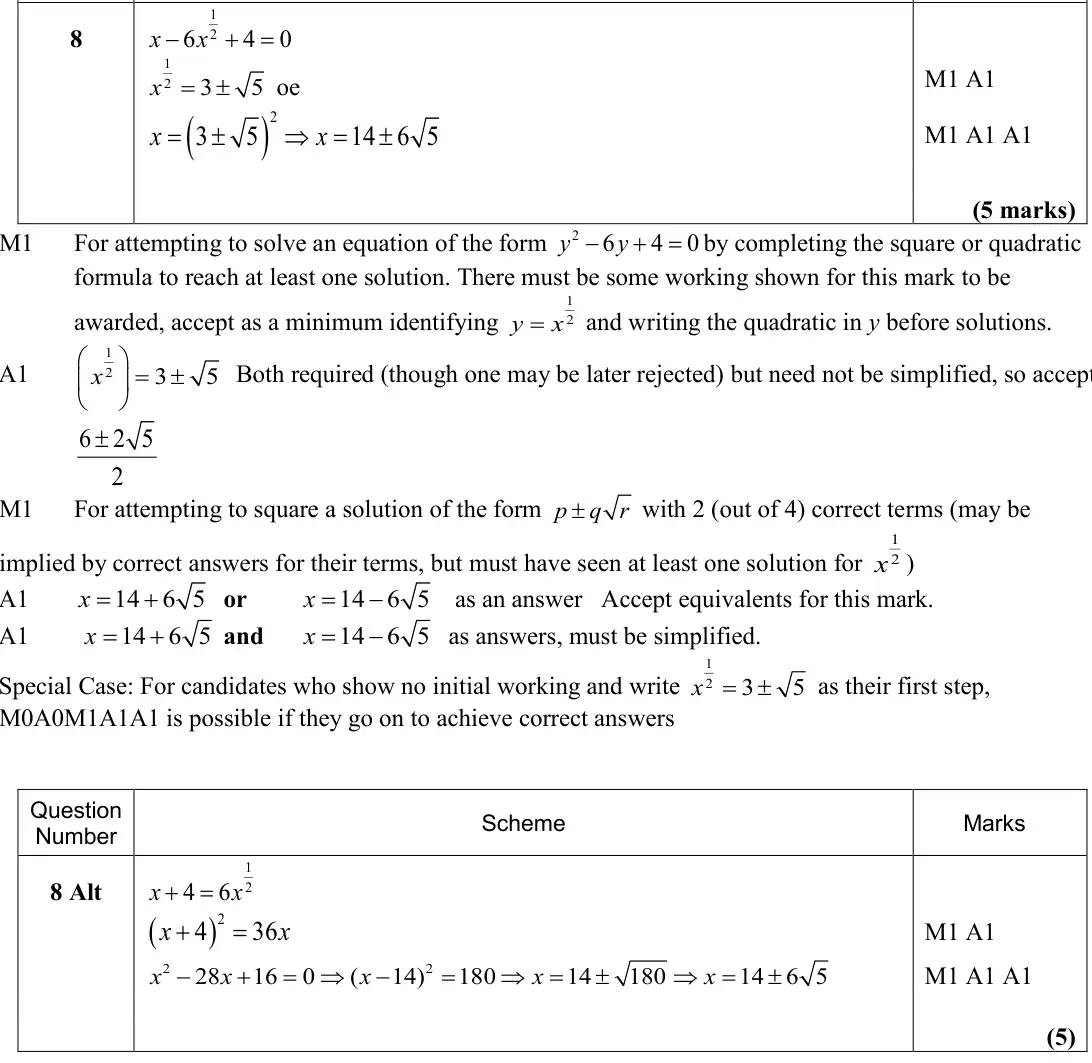 8
x − 6x^(1/2) + 4 = 0
x^(1/2) = 3 ± √5 oe
M1 A1
x = (3 ± √5)² ⇒ x = 14 ± 6√5
M1 A1 A1
(5 marks)
M1 For attempting to solve an equation of the form y² − 6y + 4 = 0 by completing the square or quadratic
formula to reach at least one solution. There must be some working shown for this mark to be
awarded, accept as a minimum identifying y = x^(1/2) and writing the quadratic in y before solutions.
A1 (x^(1/2)) = 3 ± √5 Both required (though one may be later rejected) but need not be simplified, so accept
(6 ± 2√5)/2
M1 For attempting to square a solution of the form p ± q√r with 2 (out of 4) correct terms (may be
implied by correct answers for their terms, but must have seen at least one solution for x^(1/2) )
A1 x = 14 + 6√5 or x = 14 − 6√5 as an answer Accept equivalents for this mark.
A1 x = 14 + 6√5 and x = 14 − 6√5 as answers, must be simplified.
Special Case: For candidates who show no initial working and write x^(1/2) = 3 ± √5 as their first step,
M0A0M1A1A1 is possible if they go on to achieve correct answers
Question Number
Scheme
Marks
8 Alt
x + 4 = 6x^(1/2)
(x + 4)² = 36x
M1 A1
x² − 28x + 16 = 0 ⇒ (x − 14)² = 180 ⇒ x = 14 ± √180 ⇒ x = 14 ± 6√5
M1 A1 A1
(5)